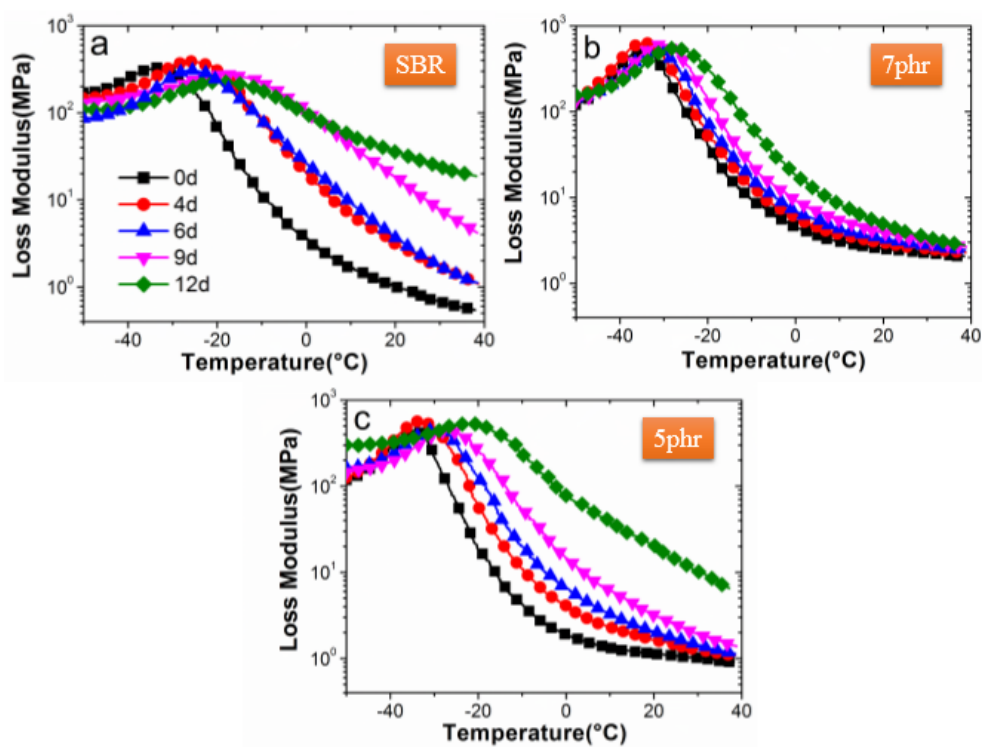 a
SBR
10³
10²
10¹
10⁰
Loss Modulus(MPa)
0d
4d
6d
9d
12d
-40 -20 0 20 40
Temperature(°C)
b
7phr
10³
10²
10¹
10⁰
Loss Modulus(MPa)
-40 -20 0 20 40
Temperature(°C)
c
5phr
10³
10²
10¹
10⁰
Loss Modulus(MPa)
-40 -20 0 20 40
Temperature(°C)